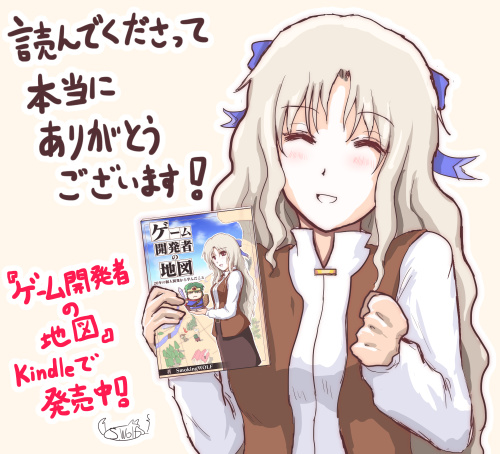 読んでくださって
本当に
ありがとう
ございます!
ゲーム
開発者
の
地図
著 SmokingWOLF
『ゲーム開発者
の
地図』
Kindleで
発売中!